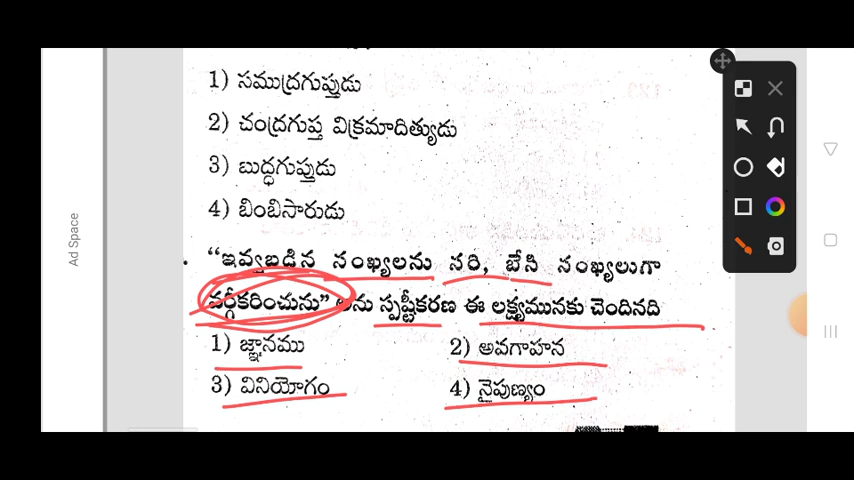 1) సముద్రగుప్తుడు
2) చంద్రగుప్త విక్రమాదిత్యుడు
3) బుద్ధగుప్తుడు
4) బింబిసారుడు
"ఇవ్వబడిన సంఖ్యలను సరి, బేసి సంఖ్యలుగా
వర్గీకరించును" అను స్పష్టీకరణ ఈ లక్ష్యమునకు చెందినది
1) జ్ఞానము 2) అవగాహన
3) వినియోగం 4) నైపుణ్యం
Ad Space